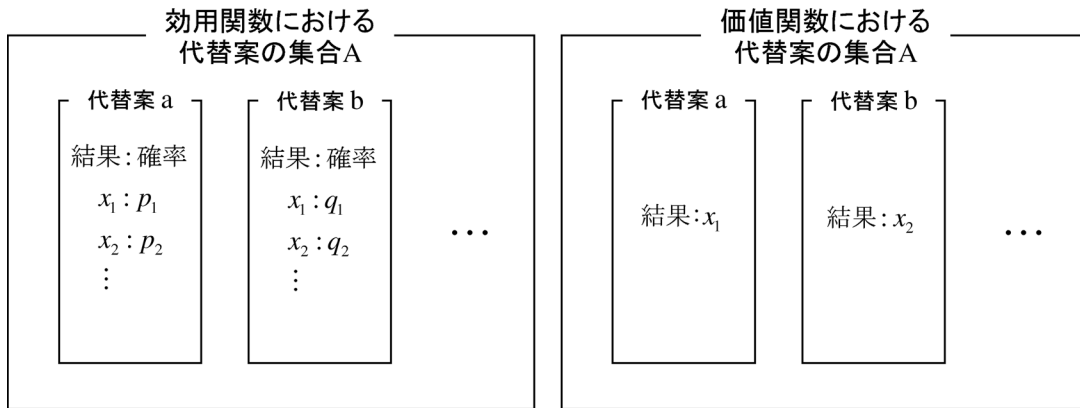 効用関数における
代替案の集合A
代替案 a
結果:確率
x₁ : p₁
x₂ : p₂
⋮
代替案 b
結果:確率
x₁ : q₁
x₂ : q₂
⋮
…
価値関数における
代替案の集合A
代替案 a
結果:x₁
代替案 b
結果:x₂
…